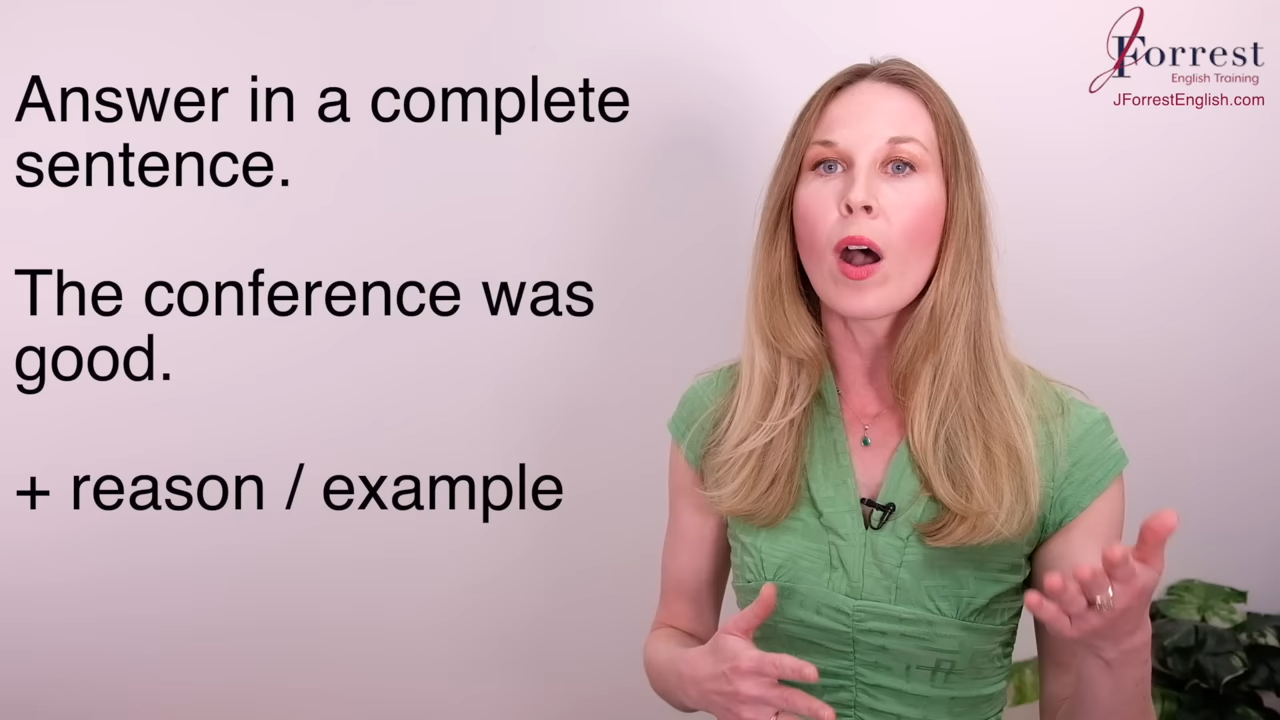 Answer in a complete
sentence.
The conference was
good.
+ reason / example
JForrest
English Training
JForrestEnglish.com